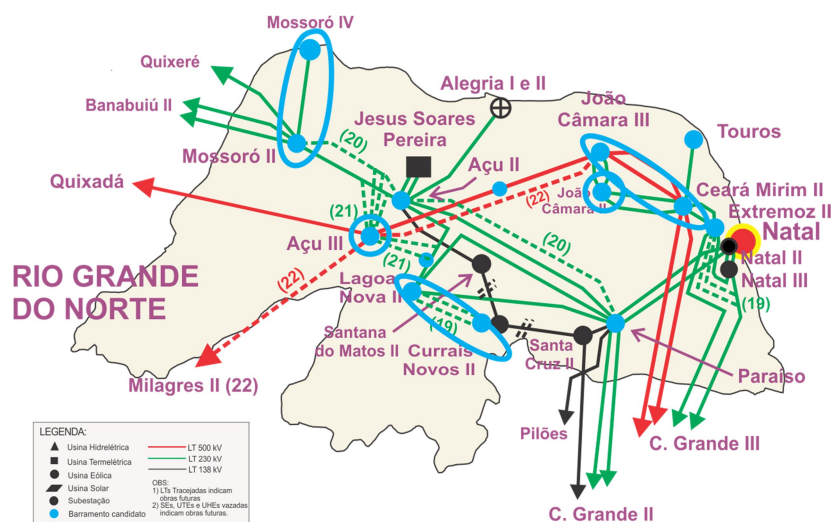 Mossoró IV
Quixeré
Alegria I e II
João
Câmara III
Banabuiú II
Jesus Soares
Pereira
Touros
(20)
Mossoró II
Açu II
Quixadá
(22)
João
Câmara II
Ceará Mirim II
Extremoz II
Natal
(21)
Açu III
(20)
Natal II
RIO GRANDE
DO NORTE
(22)
(21)
Lagoa
Nova II
Natal III
(19)
(19)
Santana
do Matos II
Currais
Novos II
Santa
Cruz II
Paraíso
Milagres II (22)
Pilões
C. Grande III
C. Grande II
LEGENDA:
Usina Hidrelétrica
LT 500 kV
Usina Termelétrica
LT 230 kV
Usina Eólica
LT 138 kV
Usina Solar
OBS:
1) LTs Tracejadas indicam
obras futuras
Subestação
2) SEs, UTEs e UHEs vazadas
indicam obras futuras.
Barramento candidato